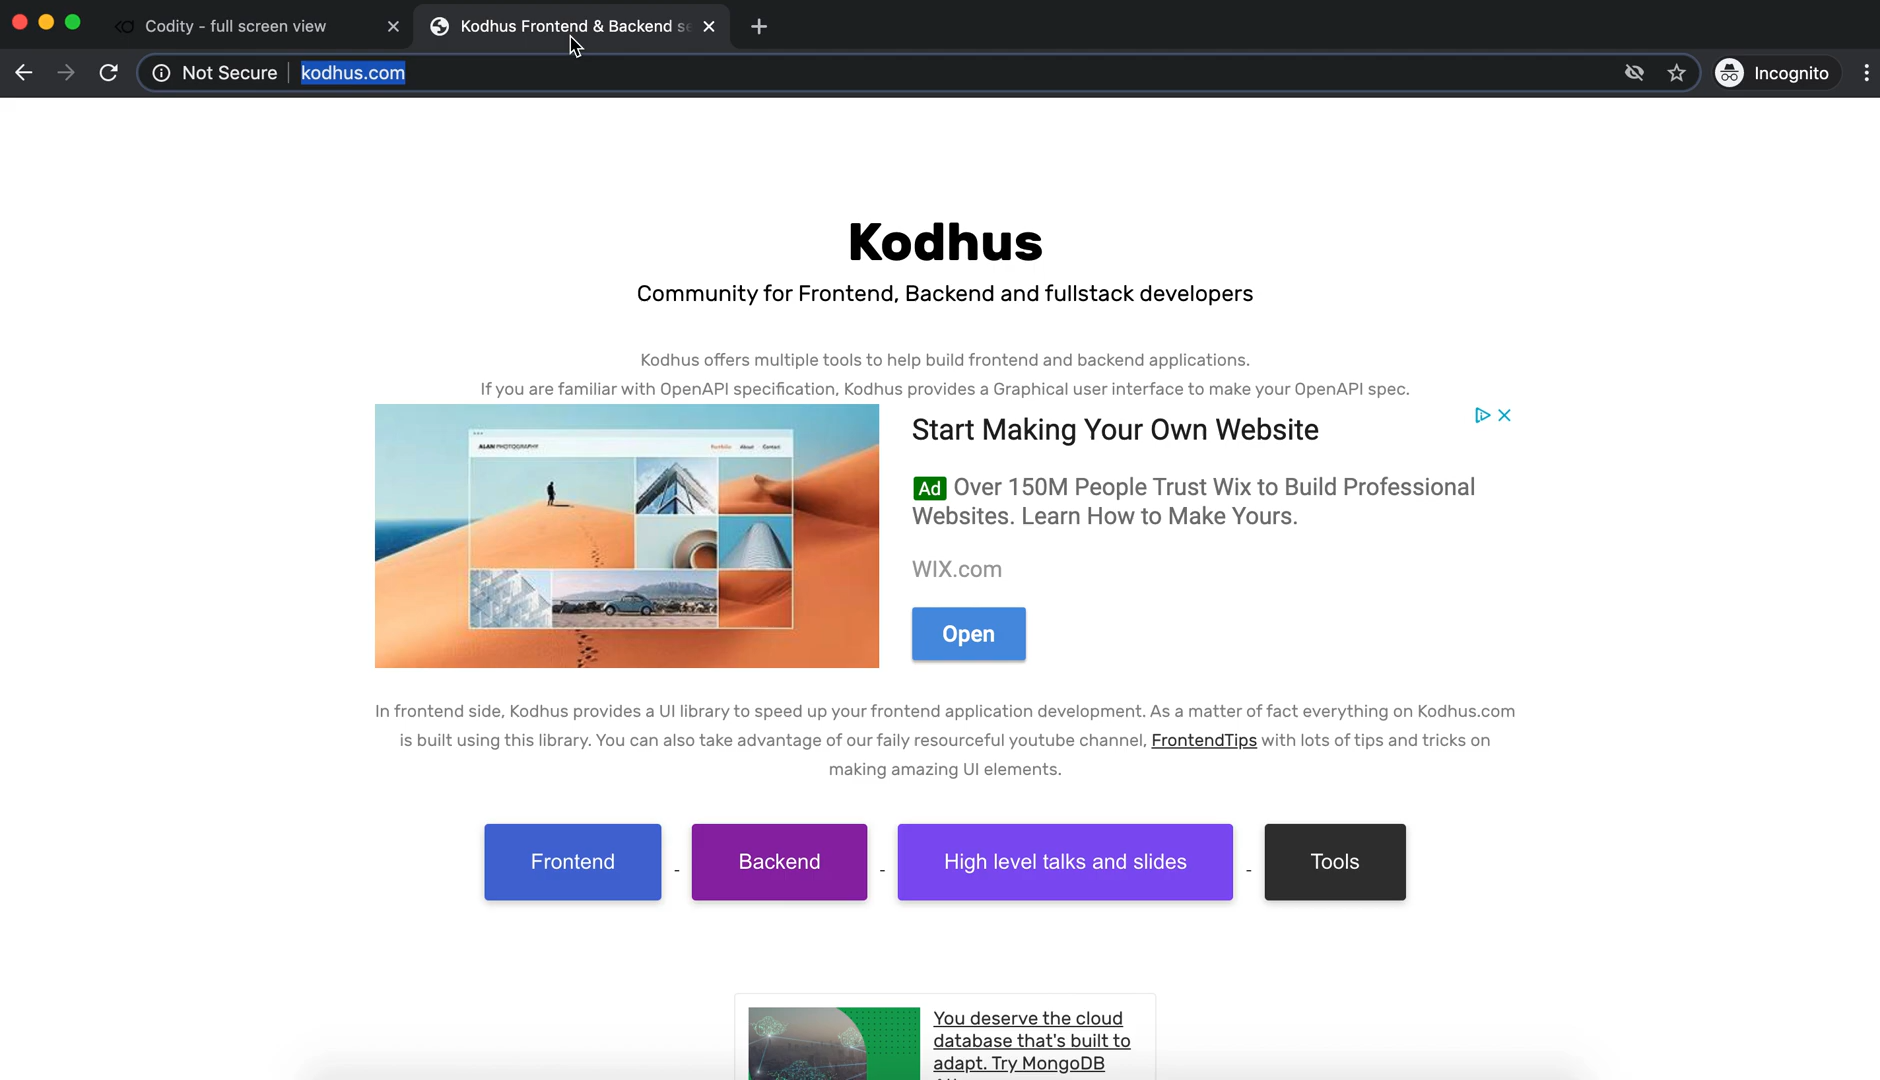 Codity - full screen view
Kodhus Frontend & Backend se
Not Secure
kodhus.com
Incognito
Kodhus
Community for Frontend, Backend and fullstack developers
Kodhus offers multiple tools to help build frontend and backend applications.
If you are familiar with OpenAPI specification, Kodhus provides a Graphical user interface to make your OpenAPI spec.
ALAN PHOTOGRAPHY
Portfolio About Contact
Start Making Your Own Website
Ad Over 150M People Trust Wix to Build Professional
Websites. Learn How to Make Yours.
WIX.com
Open
In frontend side, Kodhus provides a UI library to speed up your frontend application development. As a matter of fact everything on Kodhus.com
is built using this library. You can also take advantage of our faily resourceful youtube channel, FrontendTips with lots of tips and tricks on
making amazing UI elements.
Frontend - Backend - High level talks and slides - Tools
You deserve the cloud
database that's built to
adapt. Try MongoDB